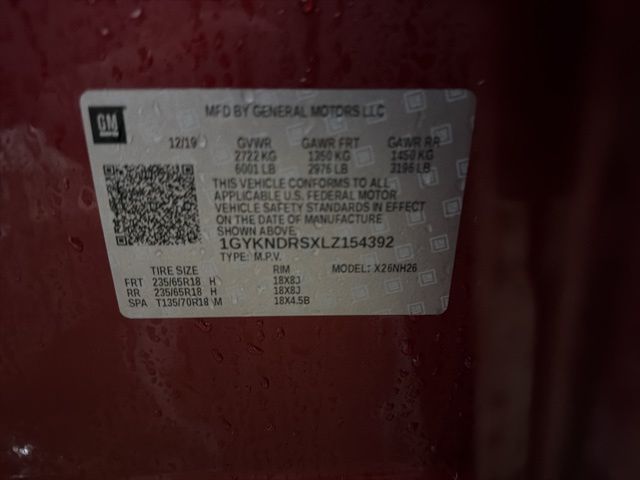 GM
MFD BY GENERAL MOTORS LLC
12/19 GVWR GAWR FRT GAWR RR
2722 KG 1350 KG 1450 KG
6001 LB 2976 LB 3196 LB
THIS VEHICLE CONFORMS TO ALL
APPLICABLE U.S. FEDERAL MOTOR
VEHICLE SAFETY STANDARDS IN EFFECT
ON THE DATE OF MANUFACTURE
SHOWN ABOVE.
1GYKNDRSXLZ154392
TYPE: M.P.V. MODEL: X26NH26
TIRE SIZE RIM
FRT 235/65R18 H 18X8J
RR 235/65R18 H 18X8J
SPA T135/70R18 M 18X4.5B